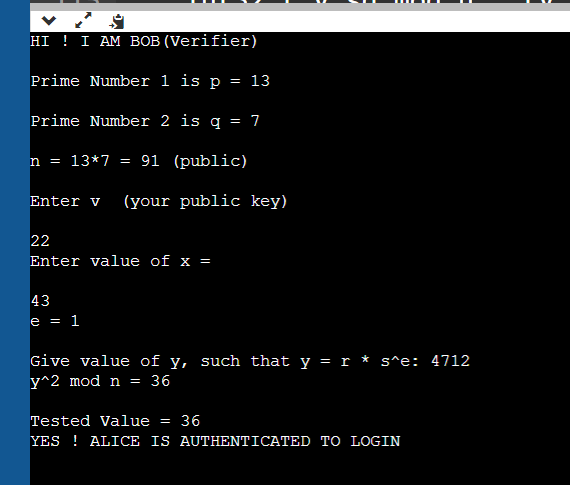 HI ! I AM BOB(Verifier)
Prime Number 1 is p = 13
Prime Number 2 is q = 7
n = 13*7 = 91 (public)
Enter v  (your public key)
22
Enter value of x =
43
e = 1
Give value of y, such that y = r * s^e: 4712
y^2 mod n = 36
Tested Value = 36
YES ! ALICE IS AUTHENTICATED TO LOGIN